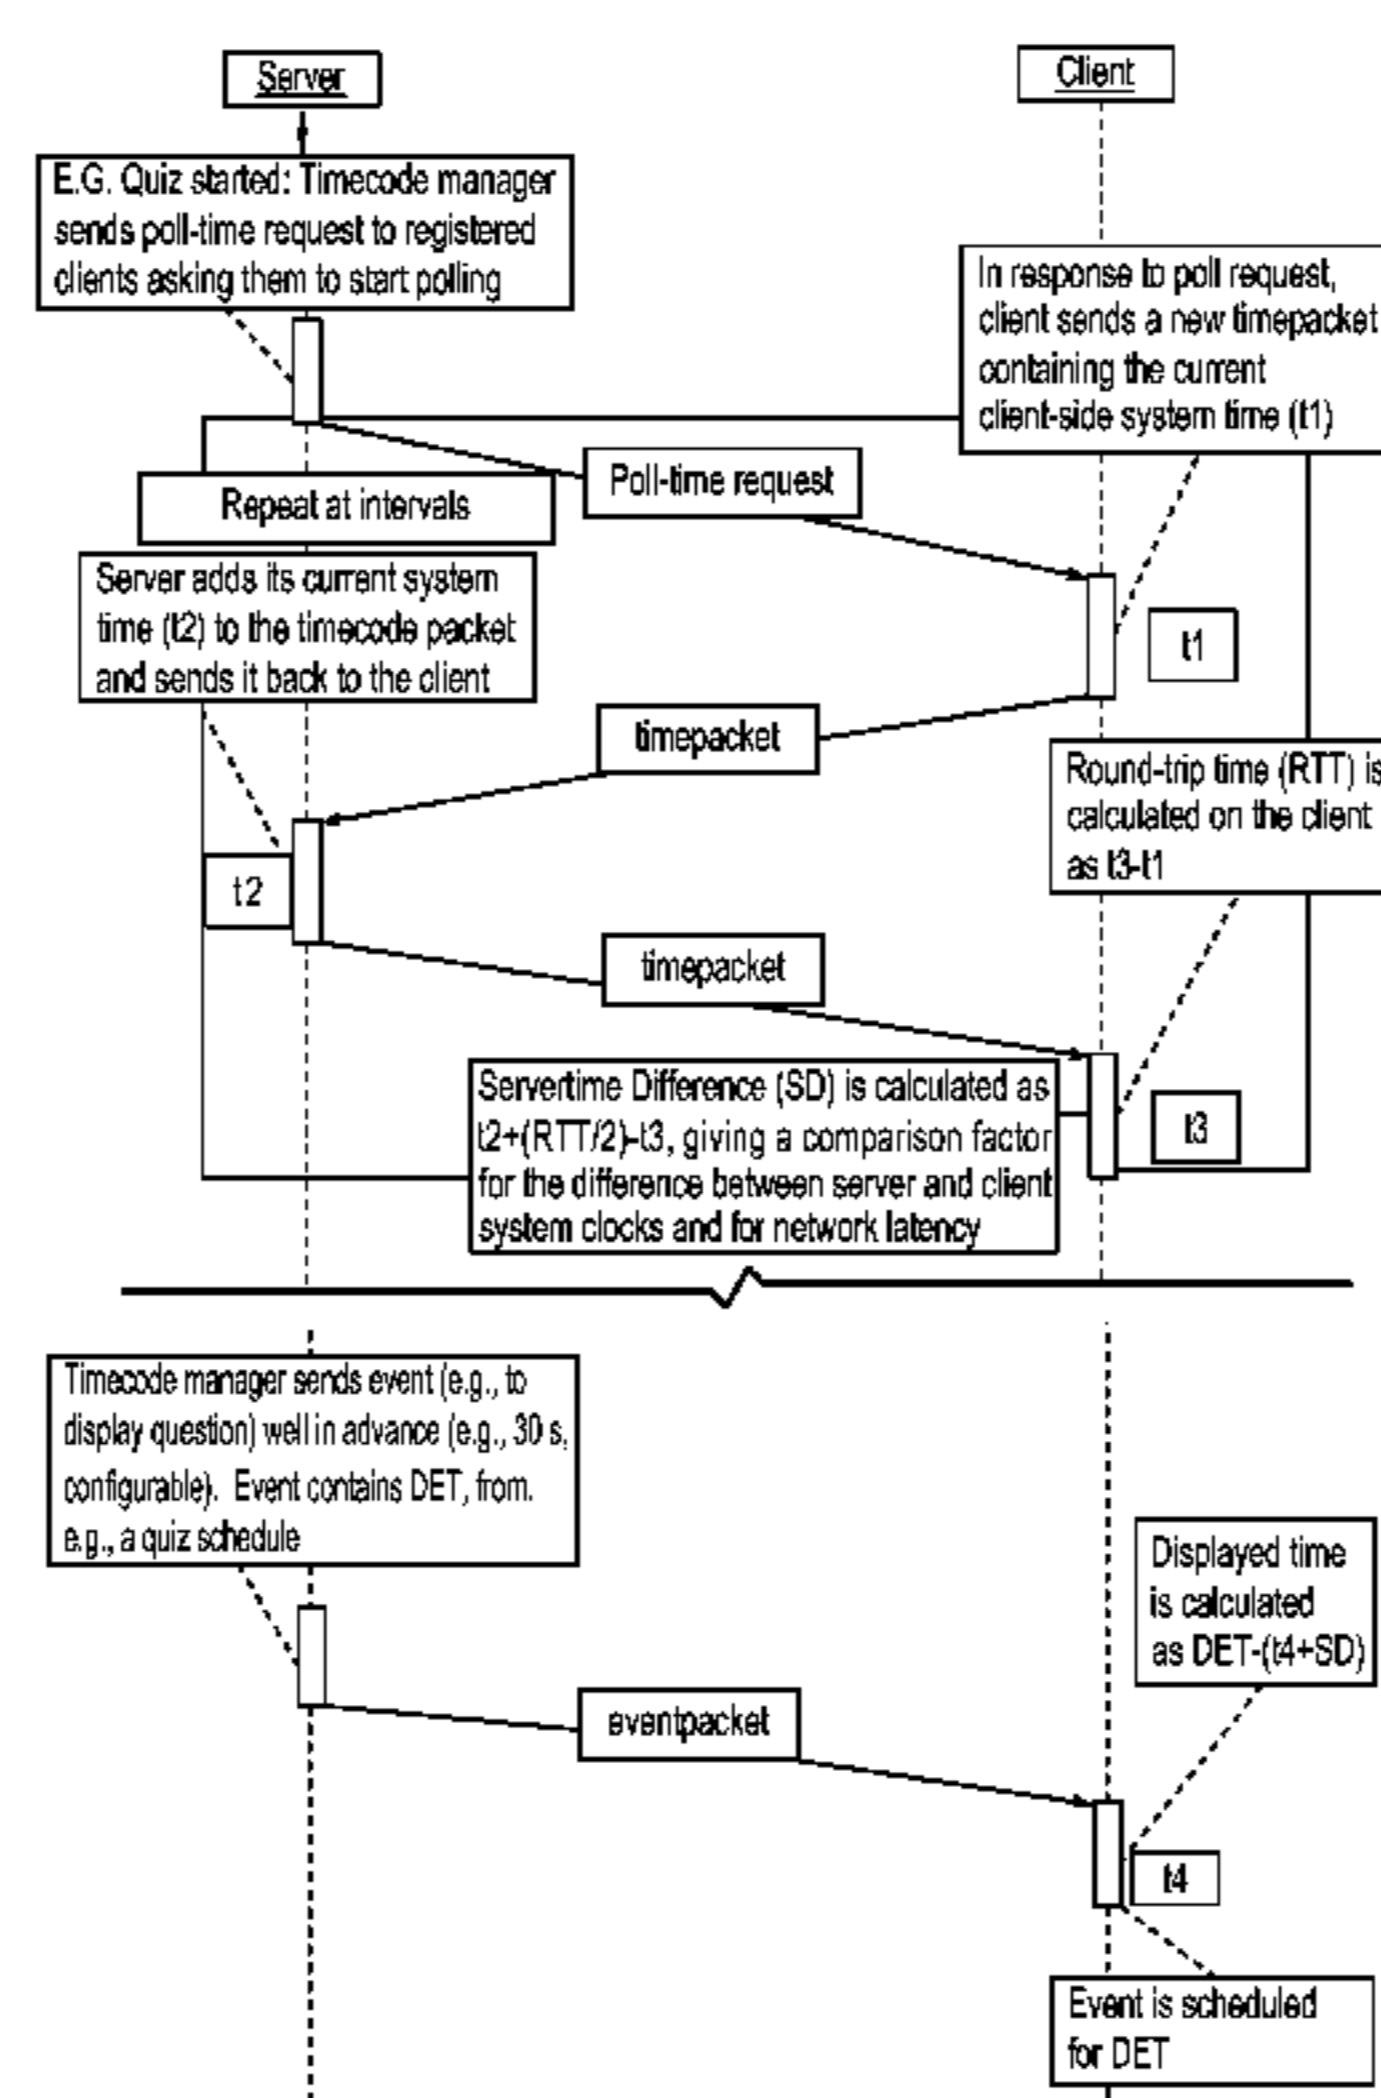 Server
Client
E.G. Quiz started: Timecode manager
sends poll-time request to registered
clients asking them to start polling
In response to poll request,
client sends a new timepacket
containing the current
client-side system time (t1)
Poll-time request
Repeat at intervals
Server adds its current system
time (t2) to the timecode packet
and sends it back to the client
t1
timepacket
Round-trip time (RTT) is
calculated on the client
as t3-t1
t2
timepacket
Servertime Difference (SD) is calculated as
t2+(RTT/2)-t3, giving a comparison factor
for the difference between server and client
system clocks and for network latency
t3
Timecode manager sends event (e.g., to
display question) well in advance (e.g., 30 s,
configurable). Event contains DET, from.
e.g., a quiz schedule
Displayed time
is calculated
as DET-(t4+SD)
eventpacket
t4
Event is scheduled
for DET